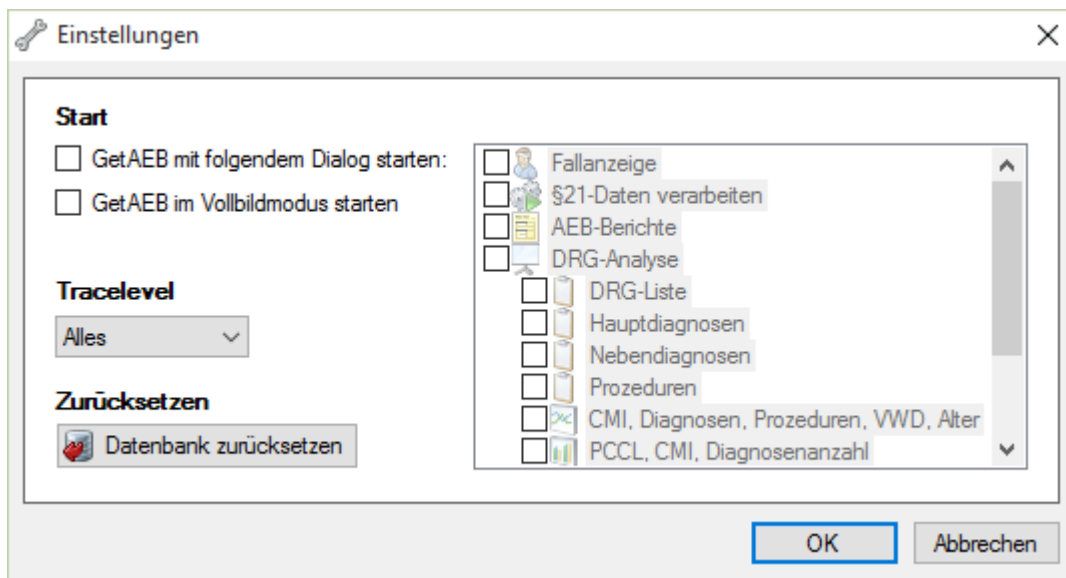 Einstellungen
Start
GetAEB mit folgendem Dialog starten:
GetAEB im Vollbildmodus starten
Tracelevel
Alles
Zurücksetzen
Datenbank zurücksetzen
Fallanzeige
§21-Daten verarbeiten
AEB-Berichte
DRG-Analyse
DRG-Liste
Hauptdiagnosen
Nebendiagnosen
Prozeduren
CMI, Diagnosen, Prozeduren, VWD, Alter
PCCL, CMI, Diagnosenanzahl
OK
Abbrechen